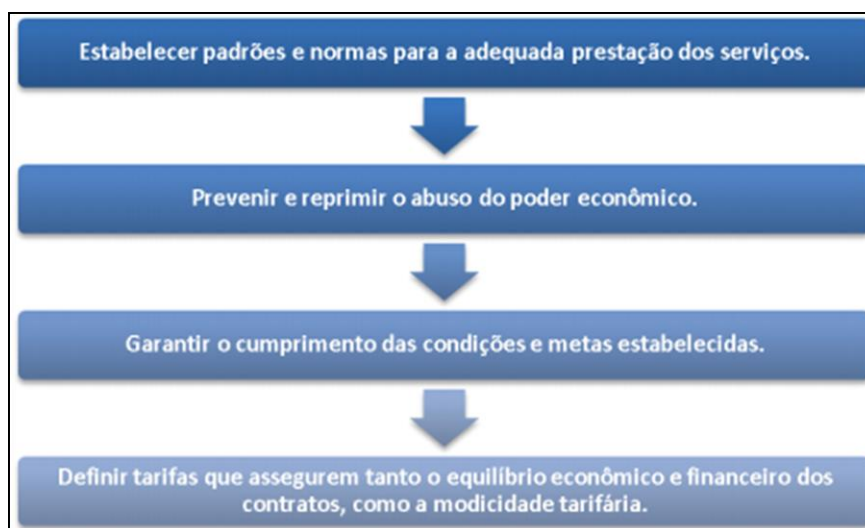 Estabelecer padrões e normas para a adequada prestação dos serviços.
Prevenir e reprimir o abuso do poder econômico.
Garantir o cumprimento das condições e metas estabelecidas.
Definir tarifas que assegurem tanto o equilíbrio econômico e financeiro dos
contratos, como a modicidade tarifária.